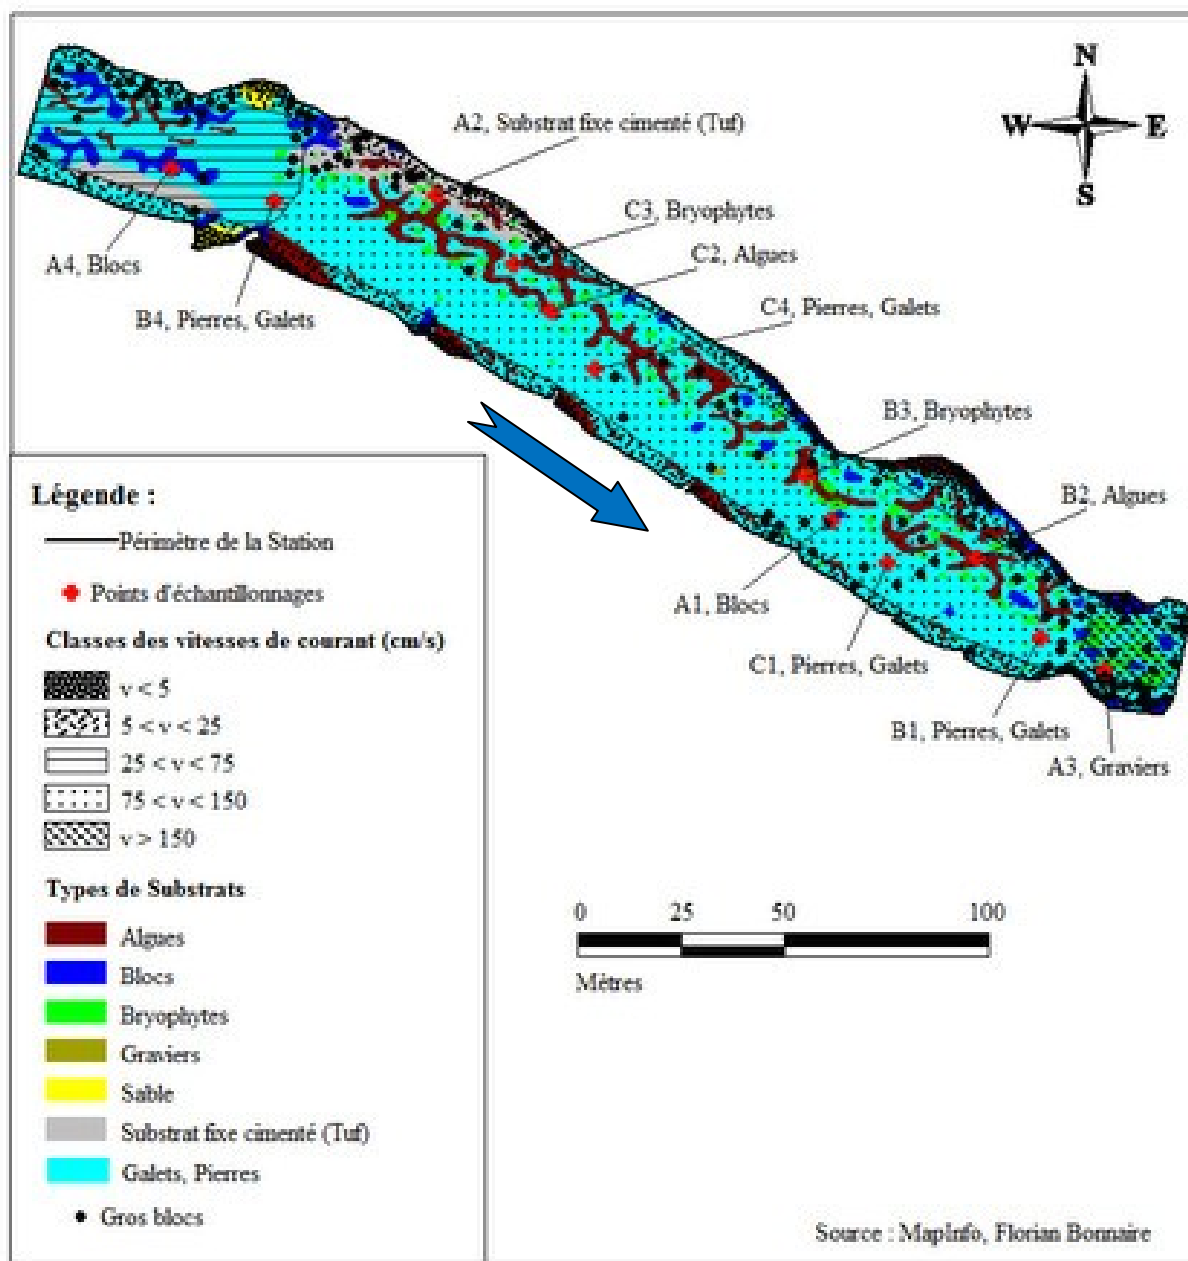 N
W E
S
A2, Substrat fixe cimenté (Tuf)
C3, Bryophytes
C2, Algues
A4, Blocs
B4, Pierres, Galets
C4, Pierres, Galets
B3, Bryophytes
B2, Algues
A1, Blocs
C1, Pierres, Galets
B1, Pierres, Galets
A3, Graviers
Légende :
Périmètre de la Station
Points d'échantillonnages
Classes des vitesses de courant (cm/s)
v < 5
5 < v < 25
25 < v < 75
75 < v < 150
v > 150
Types de Substrats
Algues
Blocs
Bryophytes
Graviers
Sable
Substrat fixe cimenté (Tuf)
Galets, Pierres
Gros blocs
0 25 50 100
Mètres
Source : MapInfo, Florian Bonnaire